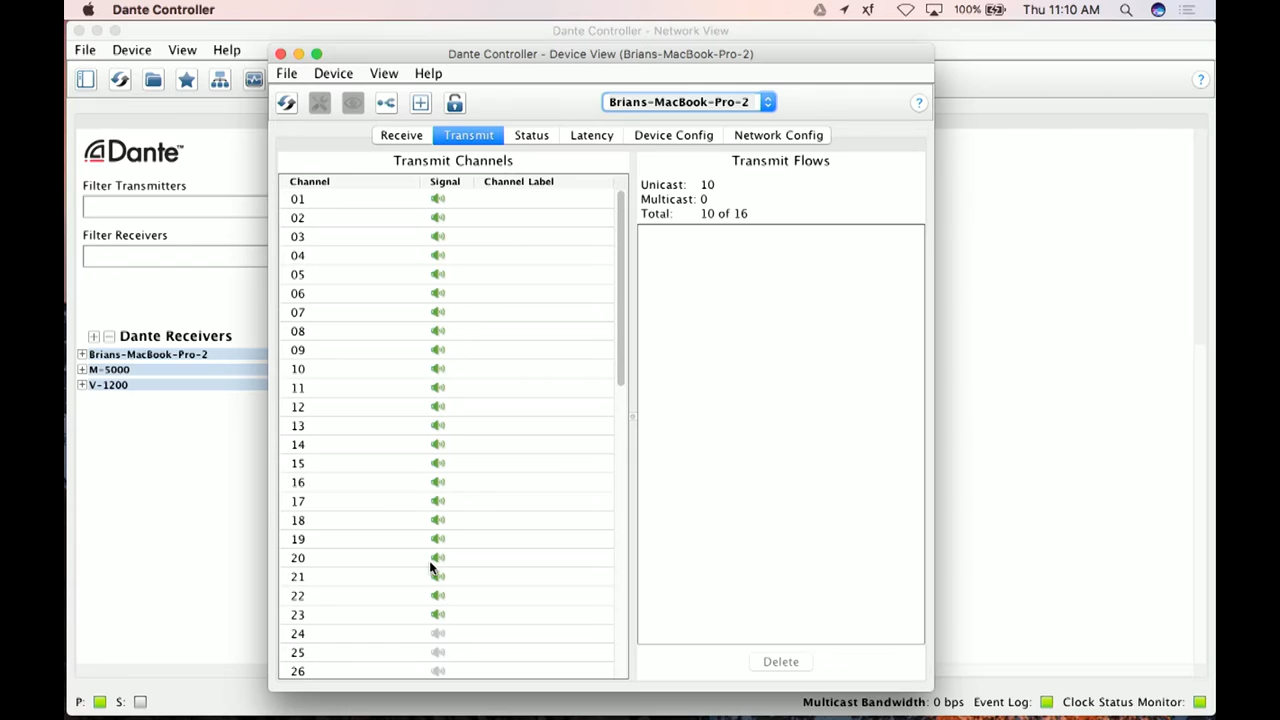 Dante Controller
xf
100%
Thu 11:10 AM
Dante Controller - Network View
File Device View Help
Dante Controller - Device View (Brians-MacBook-Pro-2)
File Device View Help
Brians-MacBook-Pro-2
?
?
Receive Transmit Status Latency Device Config Network Config
Dante™
Filter Transmitters
Filter Receivers
Dante Receivers
Brians-MacBook-Pro-2
M-5000
V-1200
Transmit Channels
Channel Signal Channel Label
01
02
03
04
05
06
07
08
09
10
11
12
13
14
15
16
17
18
19
20
21
22
23
24
25
26
Transmit Flows
Unicast: 10
Multicast: 0
Total: 10 of 16
Delete
P: S:
Multicast Bandwidth: 0 bps Event Log: Clock Status Monitor: